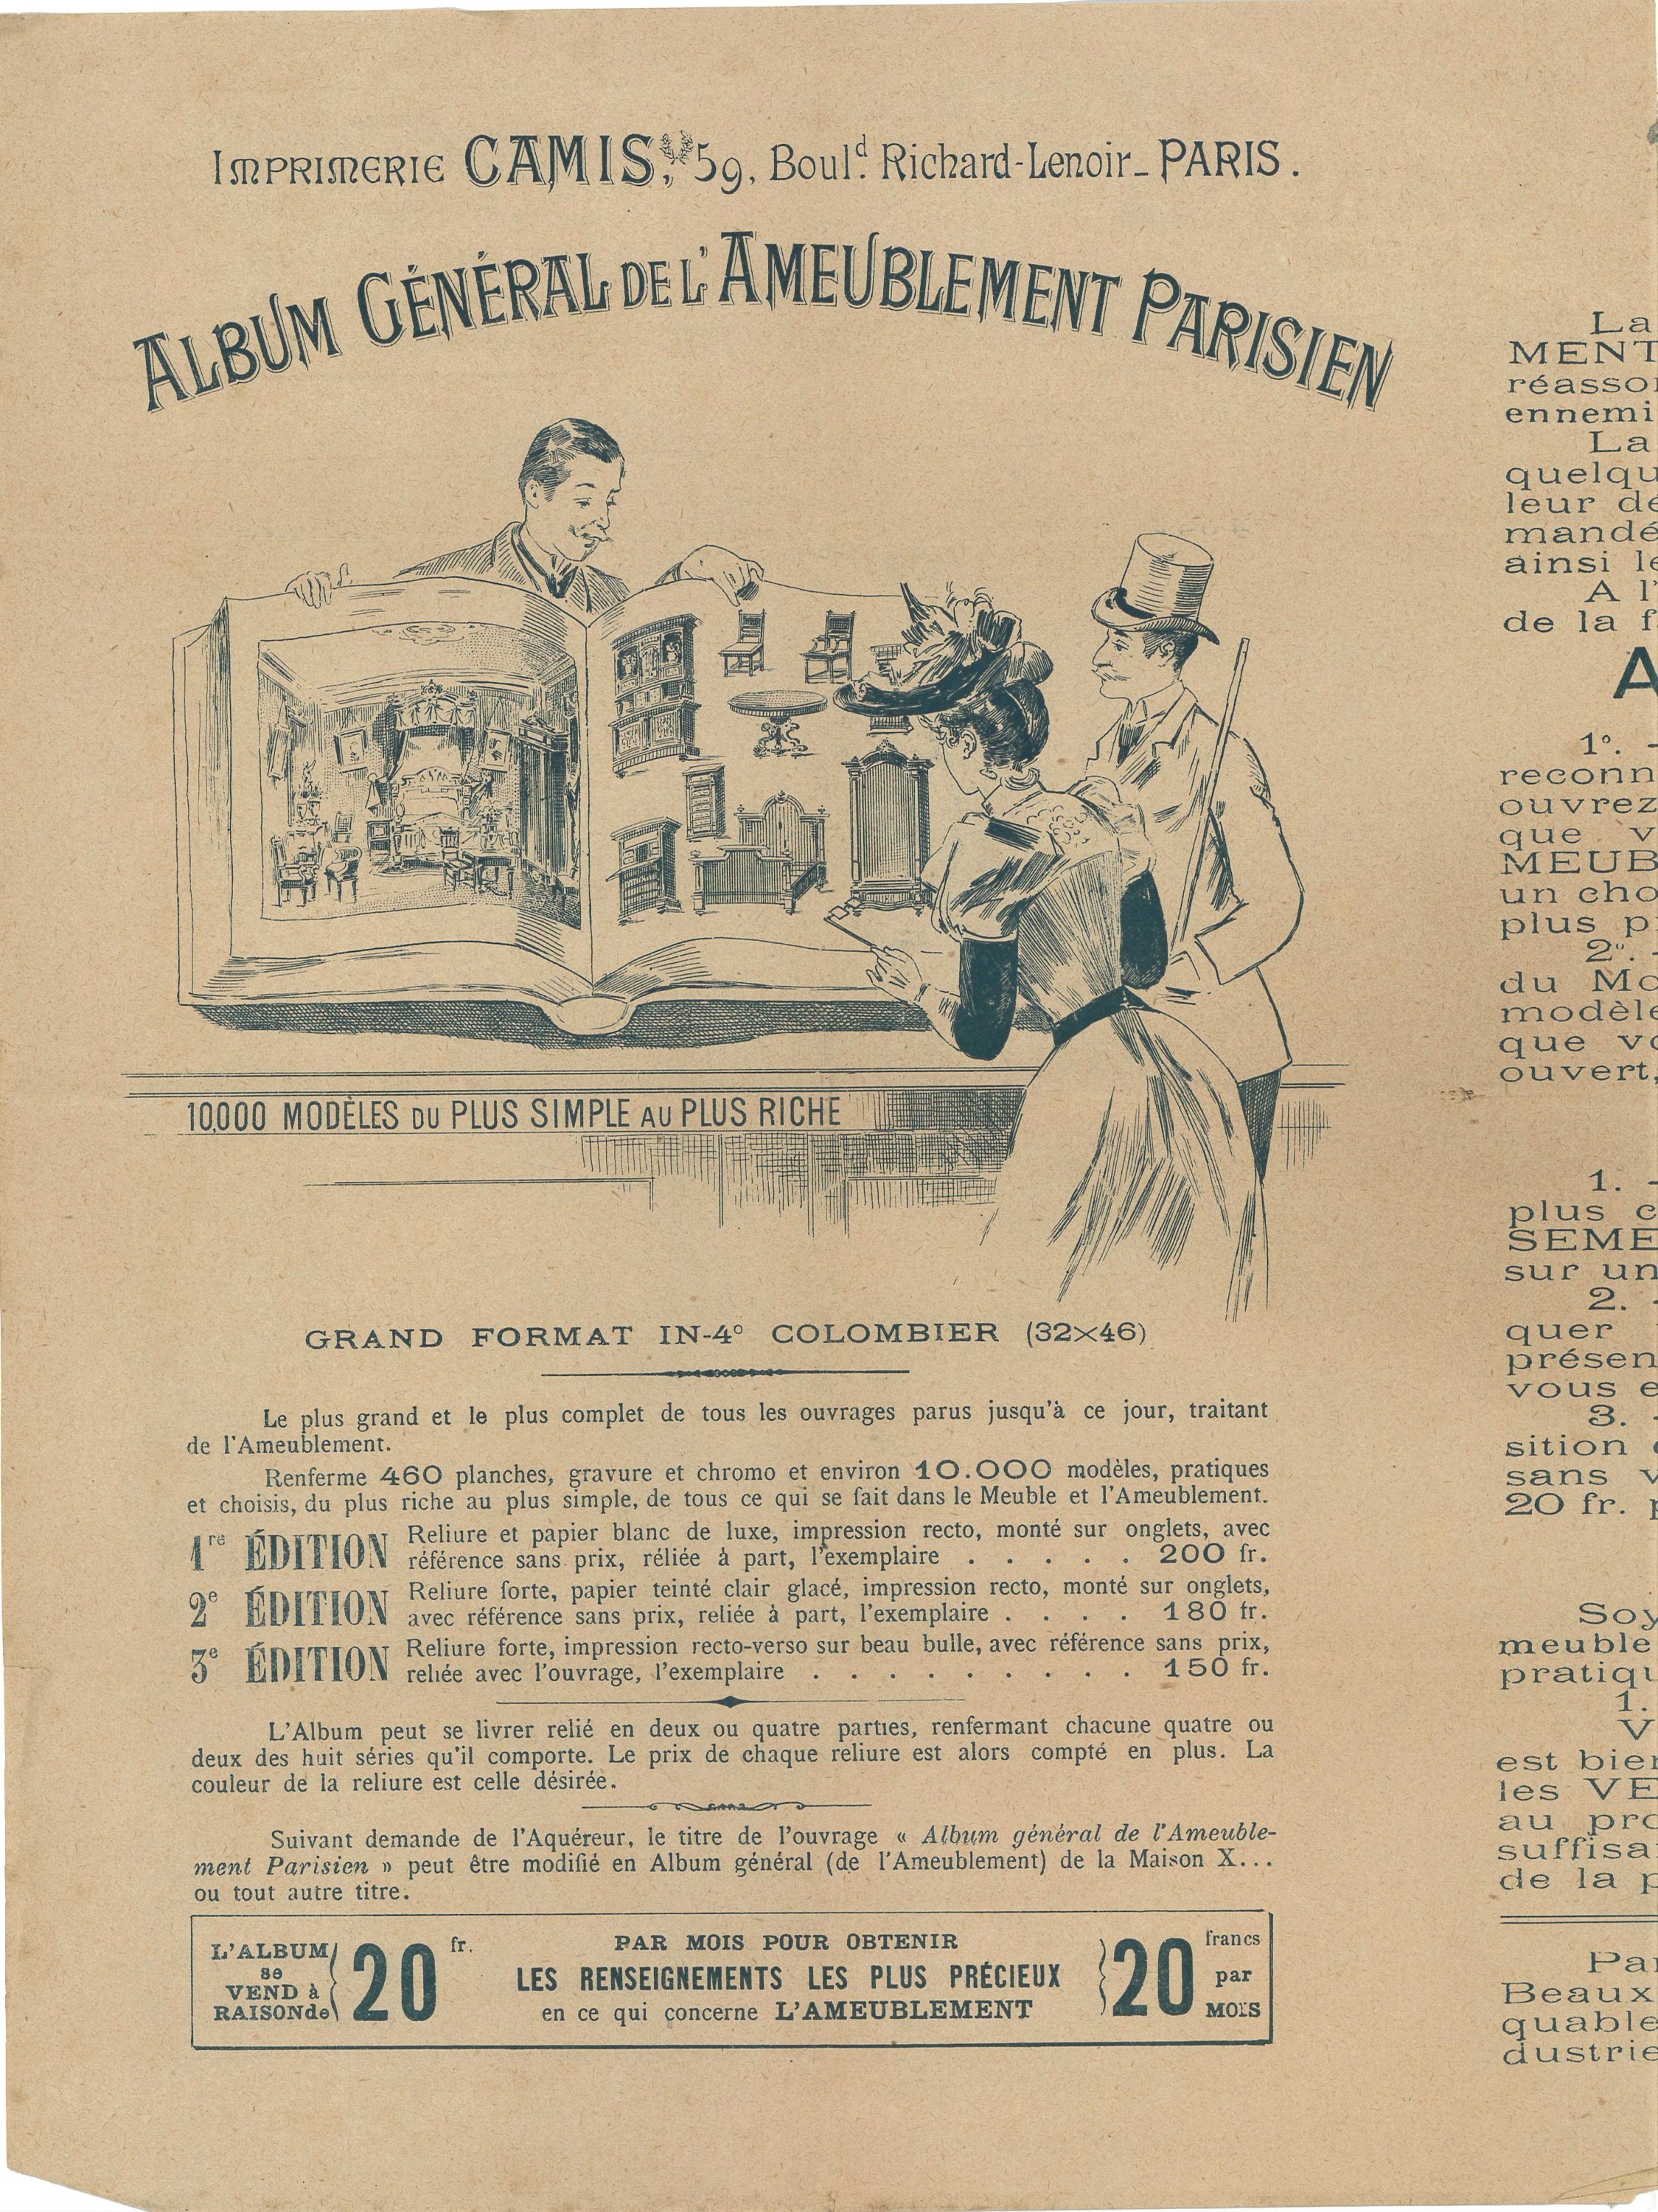 IMPRIMERIE CAMIS, 59, Boul.d Richard-Lenoir_ PARIS.
ALBUM GÉNÉRAL DE L'AMEUBLEMENT PARISIEN
10,000 MODÈLES DU PLUS SIMPLE AU PLUS RICHE
GRAND FORMAT IN-4° COLOMBIER (32×46)
Le plus grand et le plus complet de tous les ouvrages parus jusqu'à ce jour, traitant
de l'Ameublement.
Renferme 460 planches, gravure et chromo et environ 10.000 modèles, pratiques
et choisis, du plus riche au plus simple, de tous ce qui se fait dans le Meuble et l'Ameublement.
1re ÉDITION Reliure et papier blanc de luxe, impression recto, monté sur onglets, avec
référence sans prix, réliée à part, l'exemplaire . . . . . 200 fr.
2e ÉDITION Reliure forte, papier teinté clair glacé, impression recto, monté sur onglets,
avec référence sans prix, reliée à part, l'exemplaire . . . . 180 fr.
3e ÉDITION Reliure forte, impression recto-verso sur beau bulle, avec référence sans prix,
reliée avec l'ouvrage, l'exemplaire . . . . . . . . . 150 fr.
L'Album peut se livrer relié en deux ou quatre parties, renfermant chacune quatre ou
deux des huit séries qu'il comporte. Le prix de chaque reliure est alors compté en plus. La
couleur de la reliure est celle désirée.
Suivant demande de l'Aquéreur, le titre de l'ouvrage « Album général de l'Ameuble-
ment Parisien » peut être modifié en Album général (de l'Ameublement) de la Maison X...
ou tout autre titre.
L'ALBUM
se
VEND à
RAISON de
20 fr.
PAR MOIS POUR OBTENIR
LES RENSEIGNEMENTS LES PLUS PRÉCIEUX
en ce qui concerne L'AMEUBLEMENT
20 francs
par
MOIS
La
MENT
réasso
ennemi
La
quelqu
leur dé
mandé
ainsi le
A l'
de la f
A
1°. -
reconn
ouvrez
que v
MEUB
un cho
plus p
2°. -
du Mo
modèle
que vo
ouvert,
1. -
plus c
SEME
sur un
2. -
quer
présen
vous e
3. -
sition
sans v
20 fr. p
Soy
meuble
pratiqu
1.
V
est bien
les VE
au pro
suffisa
de la p
Par
Beaux
quable
dustrie